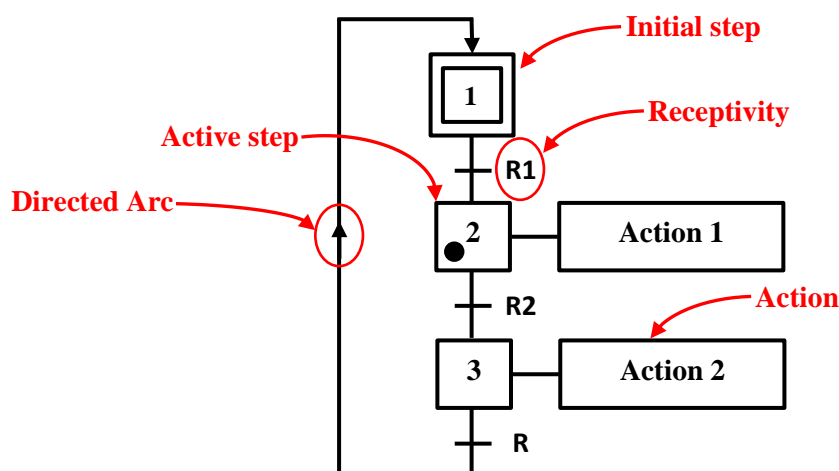 Initial step
1
Receptivity
Active step
R1
Directed Arc
2
Action 1
Action
R2
3
Action 2
R